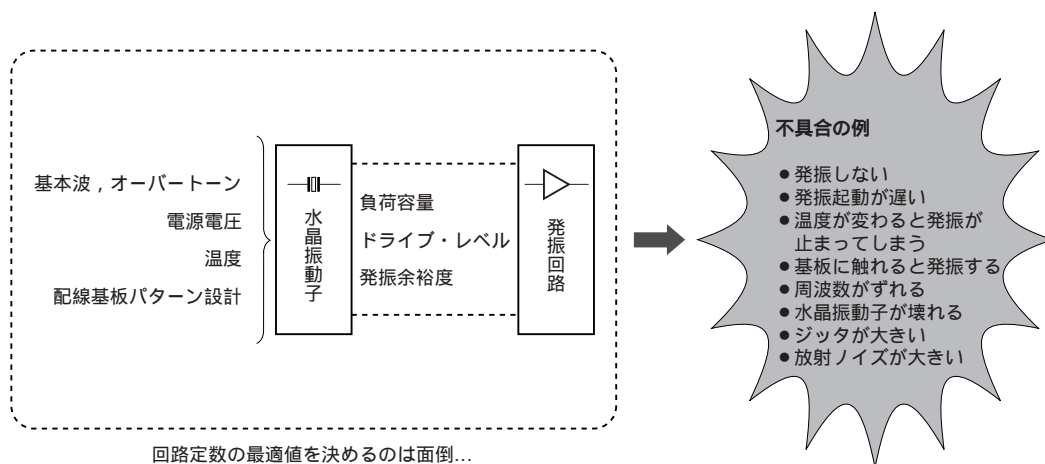 基本波，オーバートーン
電源電圧
温度
配線基板パターン設計
水晶振動子
負荷容量
ドライブ・レベル
発振余裕度
発振回路
不具合の例
●発振しない
●発振起動が遅い
●温度が変わると発振が
止まってしまう
●基板に触れると発振する
●周波数がずれる
●水晶振動子が壊れる
●ジッタが大きい
●放射ノイズが大きい
回路定数の最適値を決めるのは面倒…